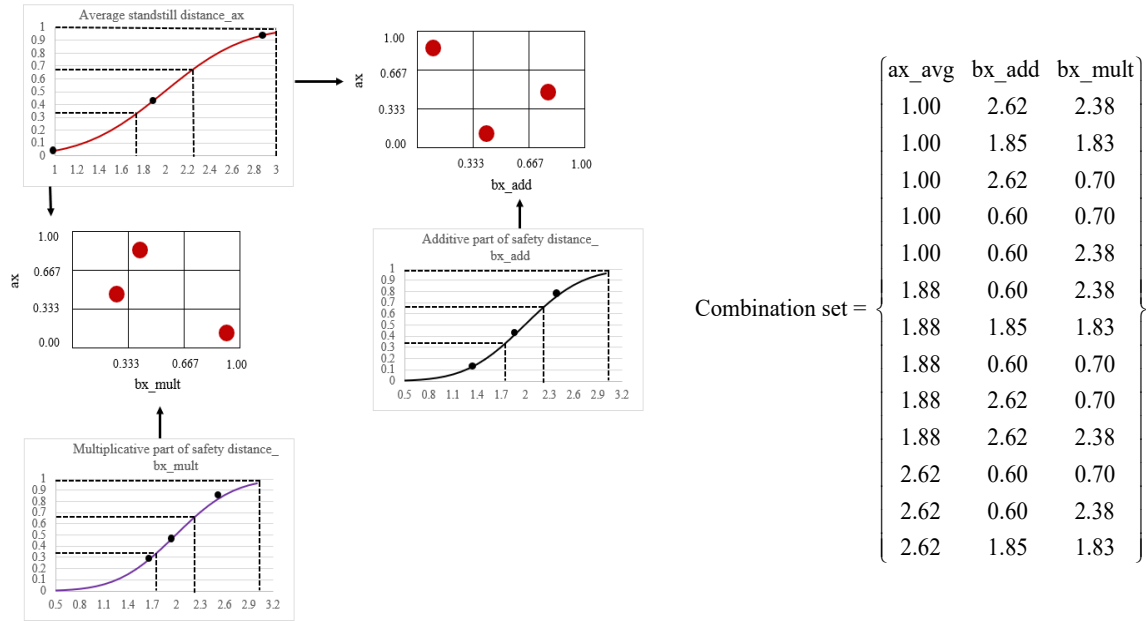 Average standstill distance_ax
1
0.9
0.8
0.7
0.6
0.5
0.4
0.3
0.2
0.1
0
1 1.2 1.4 1.6 1.8 2 2.2 2.4 2.6 2.8 3
ax
1.00
0.667
0.333
0.00
0.333 0.667 1.00
bx_add
ax
1.00
0.667
0.333
0.00
0.333 0.667 1.00
bx_mult
Additive part of safety distance_
bx_add
1
0.9
0.8
0.7
0.6
0.5
0.4
0.3
0.2
0.1
0
0.5 0.8 1.1 1.4 1.7 2 2.3 2.6 2.9 3.2
Multiplicative part of safety distance_
bx_mult
1
0.9
0.8
0.7
0.6
0.5
0.4
0.3
0.2
0.1
0
0.5 0.8 1.1 1.4 1.7 2 2.3 2.6 2.9 3.2
Combination set =
ax_avg bx_add bx_mult
1.00 2.62 2.38
1.00 1.85 1.83
1.00 2.62 0.70
1.00 0.60 0.70
1.00 0.60 2.38
1.88 0.60 2.38
1.88 1.85 1.83
1.88 0.60 0.70
1.88 2.62 0.70
1.88 2.62 2.38
2.62 0.60 0.70
2.62 0.60 2.38
2.62 1.85 1.83